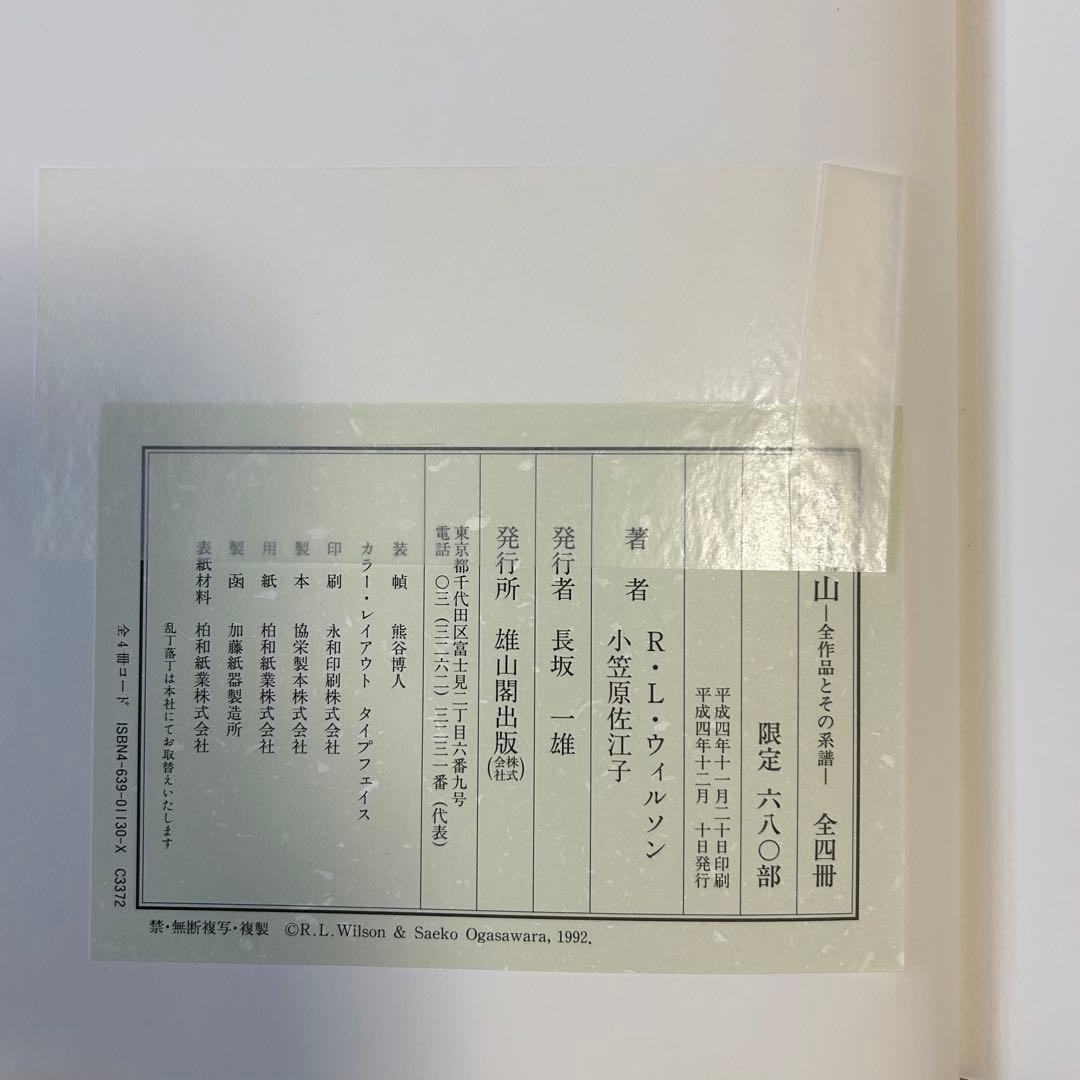 山―全作品とその系譜― 全四冊
限定 六八〇部
平成四年十一月二十日印刷
平成四年十二月 十日発行
著者 R・L・ウィルソン
小笠原佐江子
発行者 長坂 一雄
発行所 雄山閣出版(株式会社)
東京都千代田区富士見二丁目六番九号
電話 〇三(三二六二)三二三一番(代表)
装幀 熊谷博人
カラー・レイアウト タイプフェイス
印刷 永和印刷株式会社
製本 協栄製本株式会社
用紙 柏和紙業株式会社
製函 加藤紙器製造所
表紙材料 柏和紙業株式会社
乱丁落丁は本社にてお取替えいたします
全4冊コード ISBN4-639-01130-X C3372
禁・無断複写・複製 ©R.L.Wilson & Saeko Ogasawara, 1992.